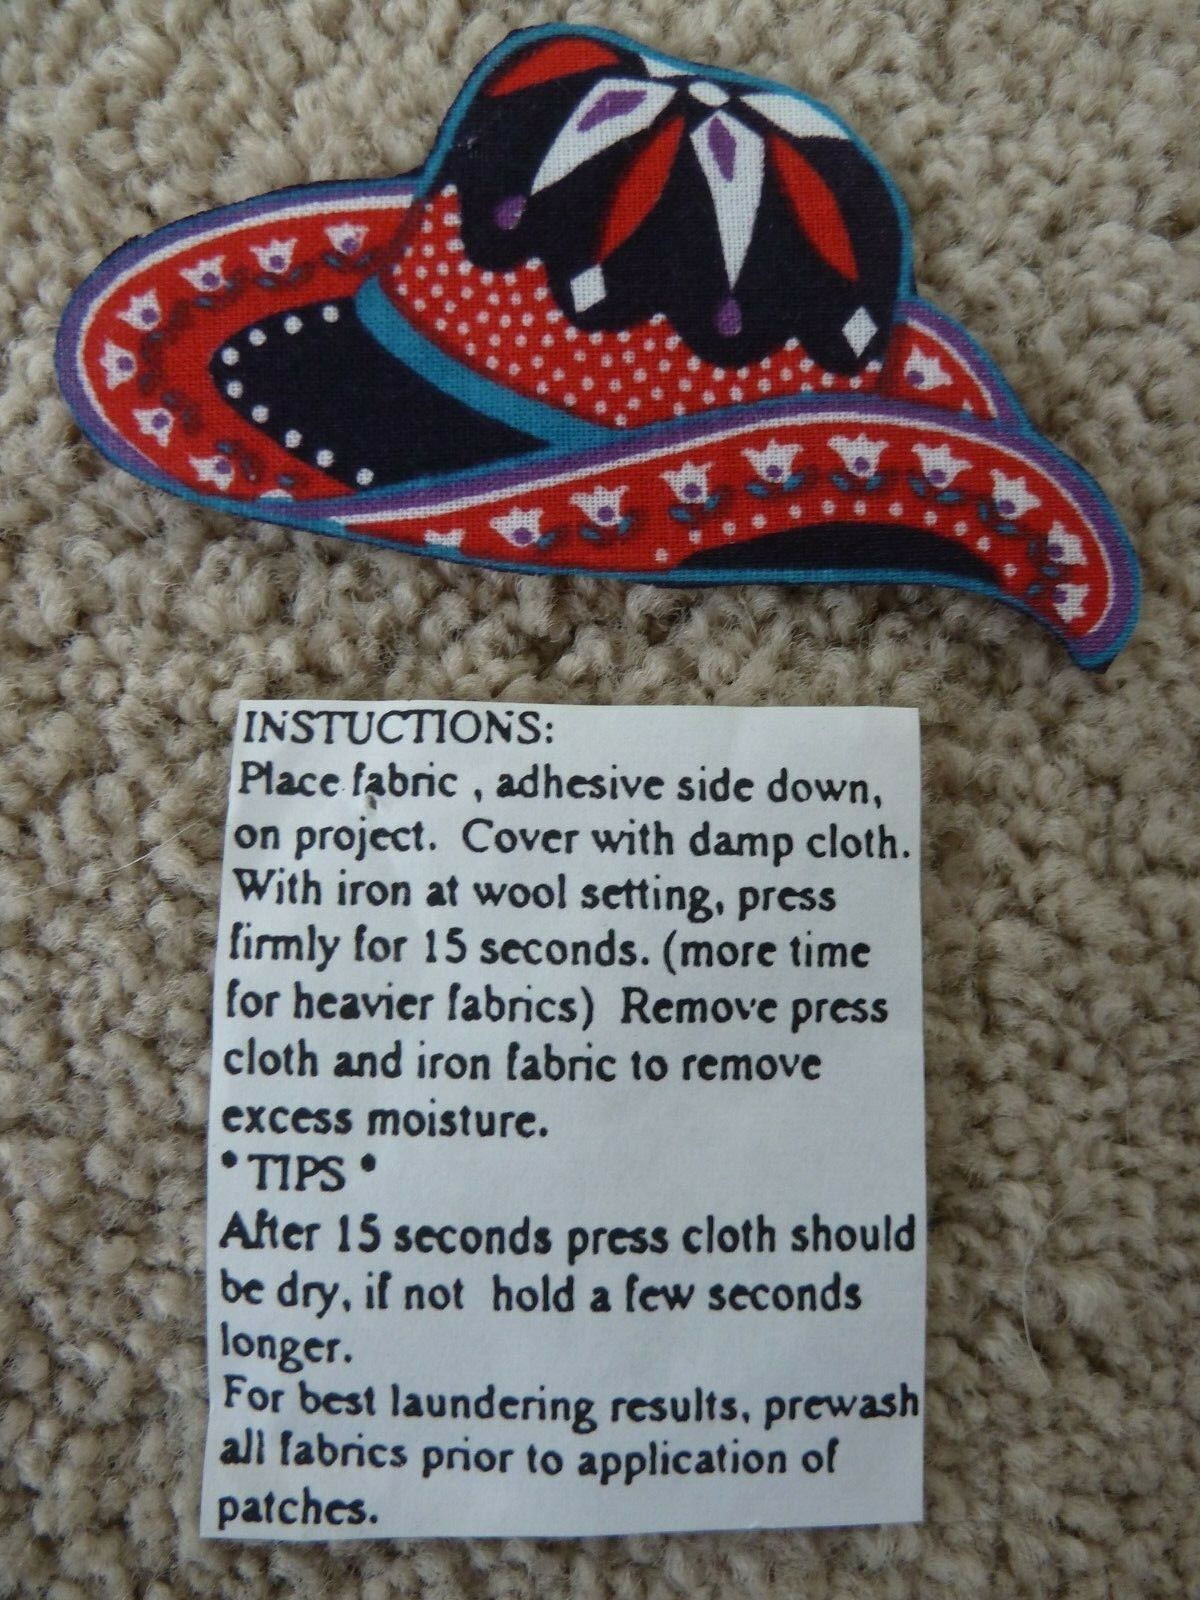 INSTUCTIONS:
Place fabric , adhesive side down,
on project. Cover with damp cloth.
With iron at wool setting, press
firmly for 15 seconds. (more time
for heavier fabrics) Remove press
cloth and iron fabric to remove
excess moisture.
*TIPS *
After 15 seconds press cloth should
be dry, if not hold a few seconds
longer.
For best laundering results, prewash
all fabrics prior to application of
patches.